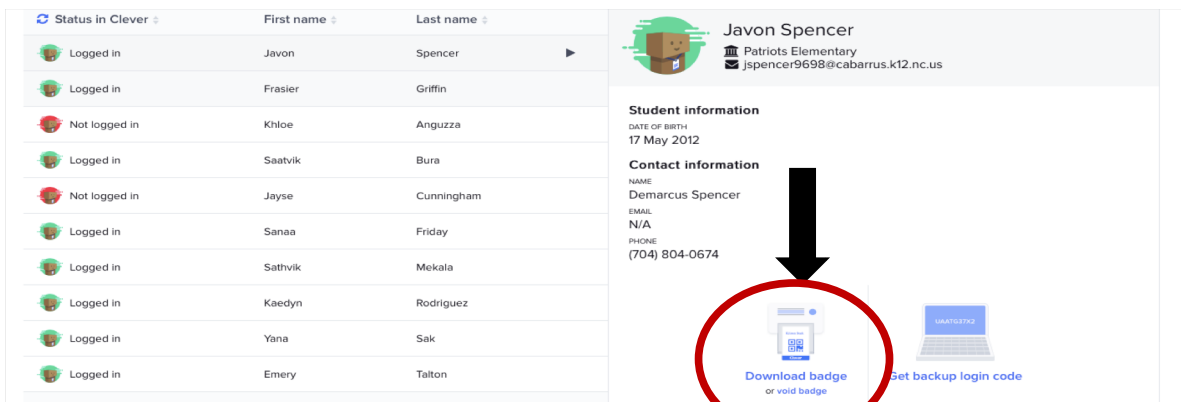 Status in Clever First name Last name
Logged in Javon Spencer
Logged in Frasier Griffin
Not logged in Khloe Anguzza
Logged in Saatvik Bura
Not logged in Jayse Cunningham
Logged in Sanaa Friday
Logged in Sathvik Mekala
Logged in Kaedyn Rodriguez
Logged in Yana Sak
Logged in Emery Talton
Javon Spencer
Patriots Elementary
jspencer9698@cabarrus.k12.nc.us
Student information
DATE OF BIRTH
17 May 2012
Contact information
NAME
Demarcus Spencer
EMAIL
N/A
PHONE
(704) 804-0674
Clever
UAATG37X2
Download badge
or void badge
Get backup login code